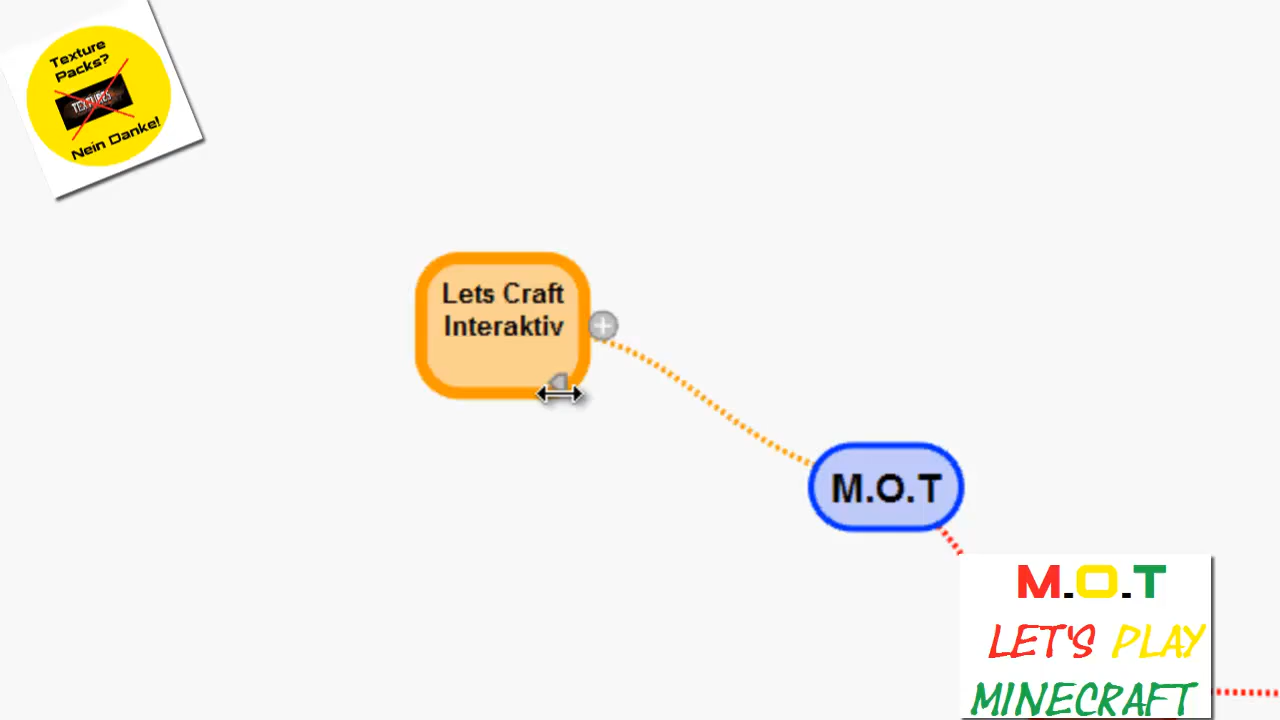 Texture
Packs?
TEXTURES
Nein Danke!
Lets Craft
Interaktiv
M.O.T
M.O.T
LET'S PLAY
MINECRAFT